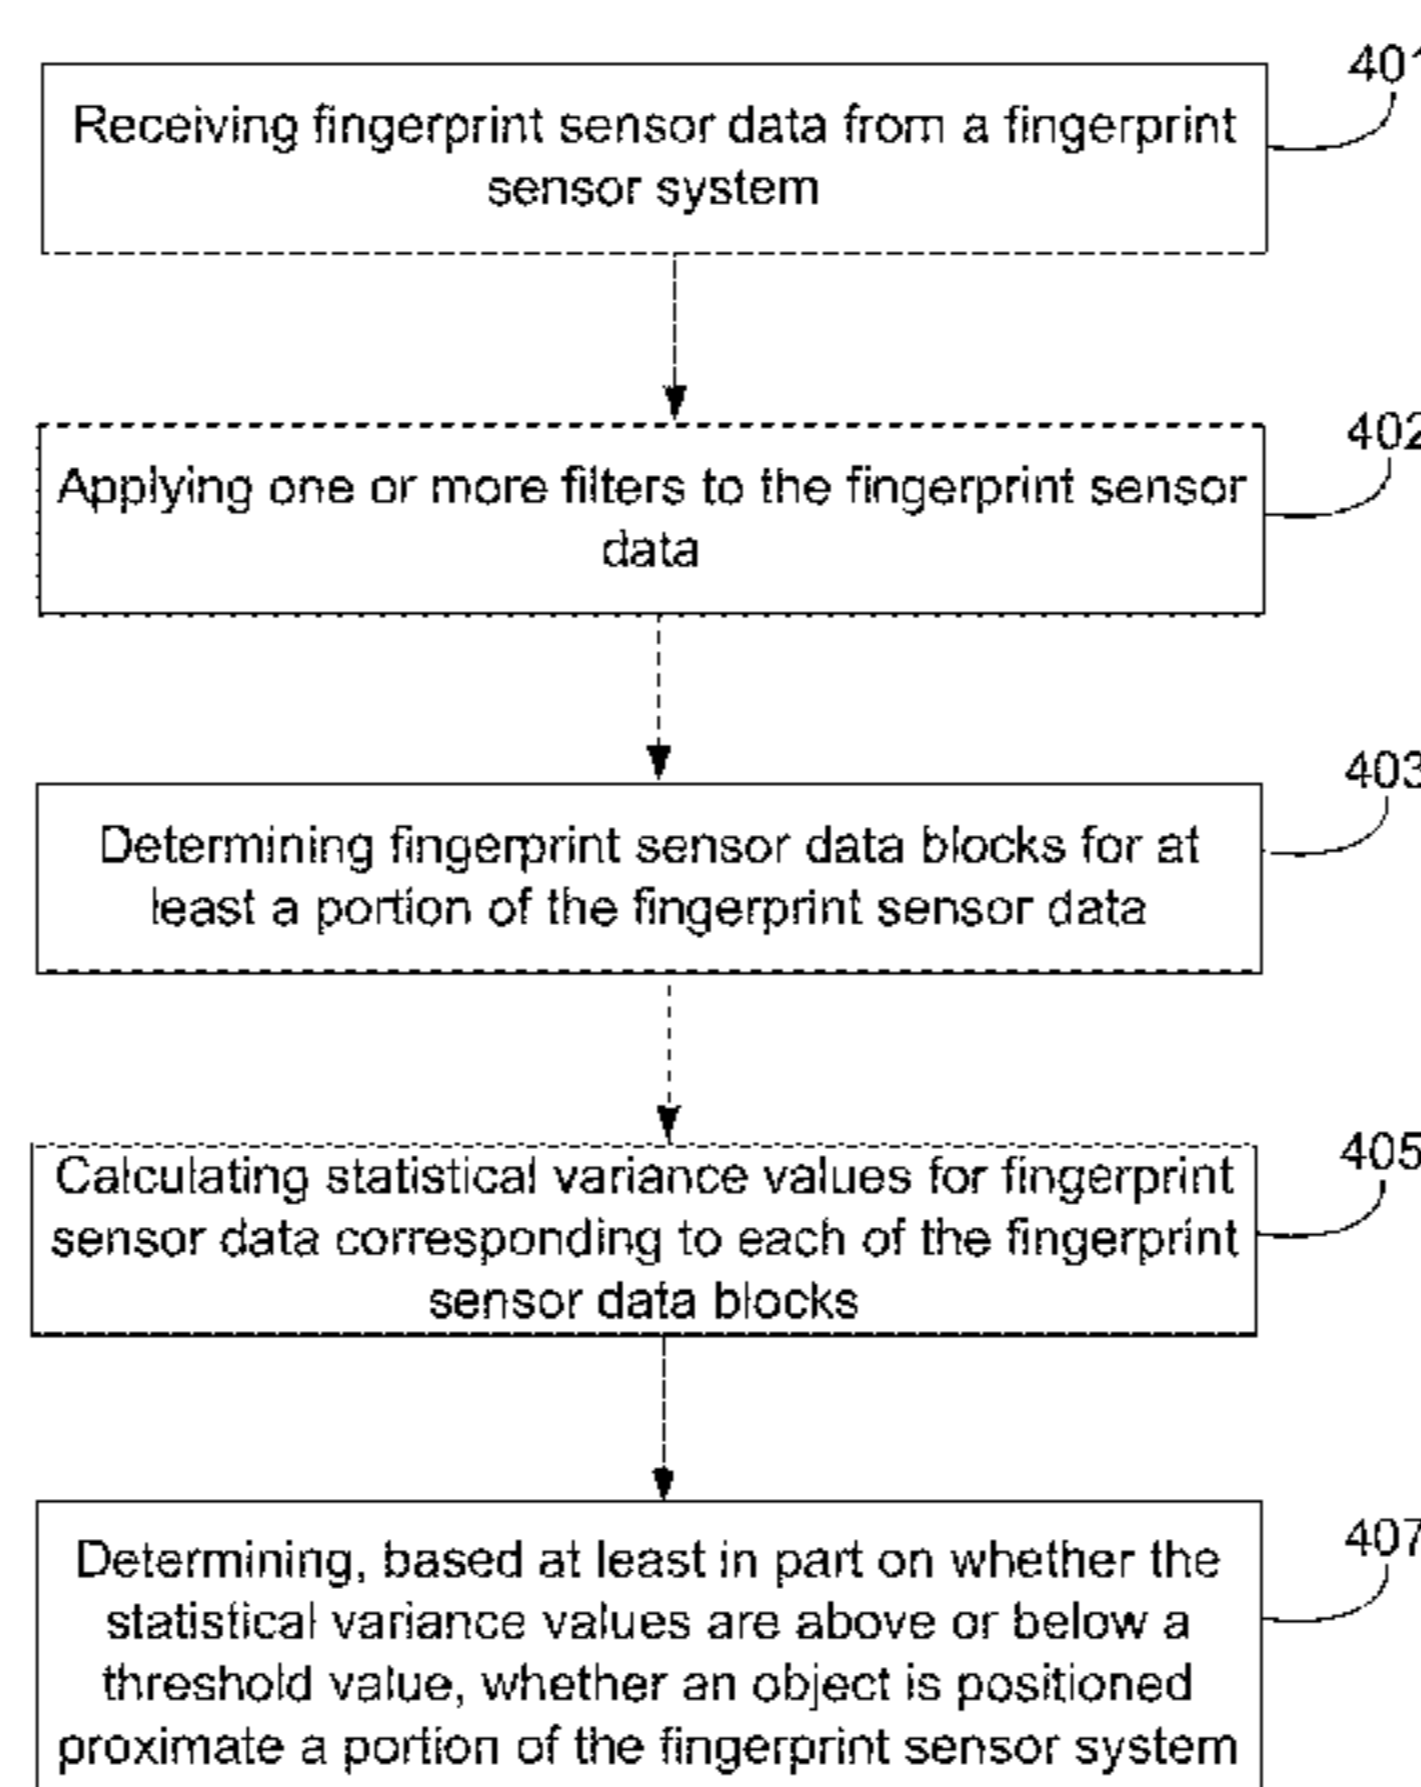 401
Receiving fingerprint sensor data from a fingerprint
sensor system
402
Applying one or more filters to the fingerprint sensor
data
403
Determining fingerprint sensor data blocks for at
least a portion of the fingerprint sensor data
405
Calculating statistical variance values for fingerprint
sensor data corresponding to each of the fingerprint
sensor data blocks
407
Determining, based at least in part on whether the
statistical variance values are above or below a
threshold value, whether an object is positioned
proximate a portion of the fingerprint sensor system